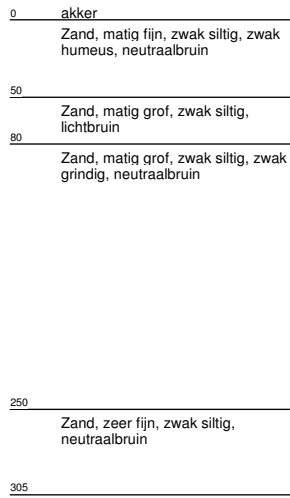 0 akker
Zand, matig fijn, zwak siltig, zwak
humeus, neutraalbruin
50
Zand, matig grof, zwak siltig,
lichtbruin
80
Zand, matig grof, zwak siltig, zwak
grindig, neutraalbruin
250
Zand, zeer fijn, zwak siltig,
neutraalbruin
305